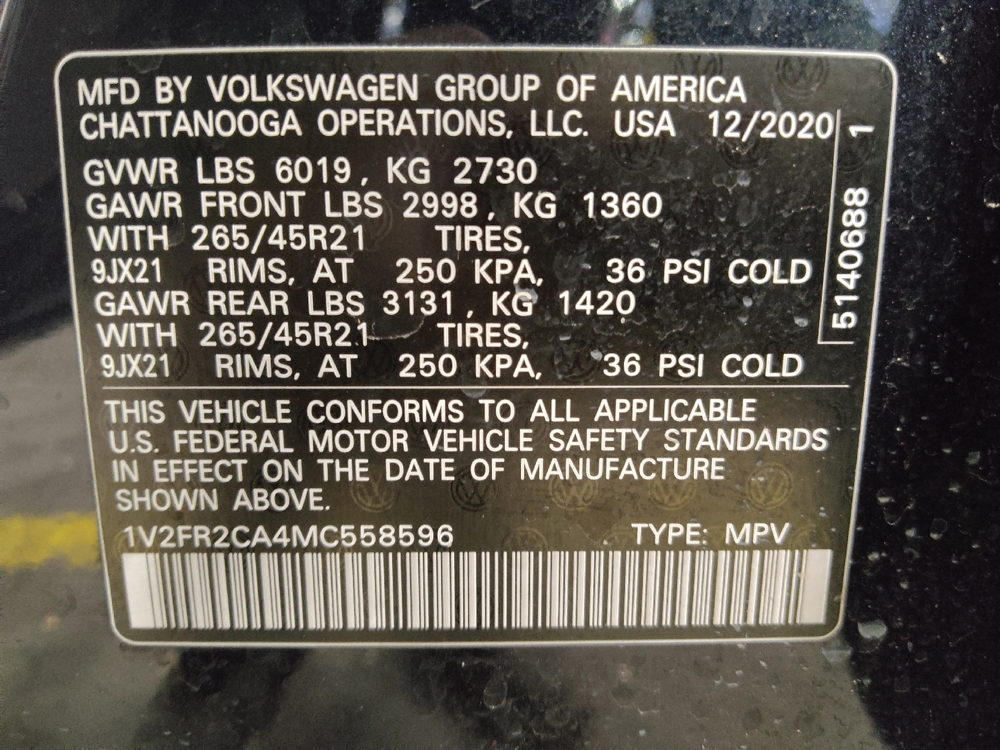 MFD BY VOLKSWAGEN GROUP OF AMERICA
CHATTANOOGA OPERATIONS, LLC. USA 12/2020
GVWR LBS 6019, KG 2730
GAWR FRONT LBS 2998, KG 1360
WITH 265/45R21 TIRES,
9JX21 RIMS, AT 250 KPA, 36 PSI COLD
GAWR REAR LBS 3131, KG 1420
WITH 265/45R21 TIRES,
9JX21 RIMS, AT 250 KPA, 36 PSI COLD
5140688 1
THIS VEHICLE CONFORMS TO ALL APPLICABLE
U.S. FEDERAL MOTOR VEHICLE SAFETY STANDARDS
IN EFFECT ON THE DATE OF MANUFACTURE
SHOWN ABOVE.
1V2FR2CA4MC558596 TYPE: MPV